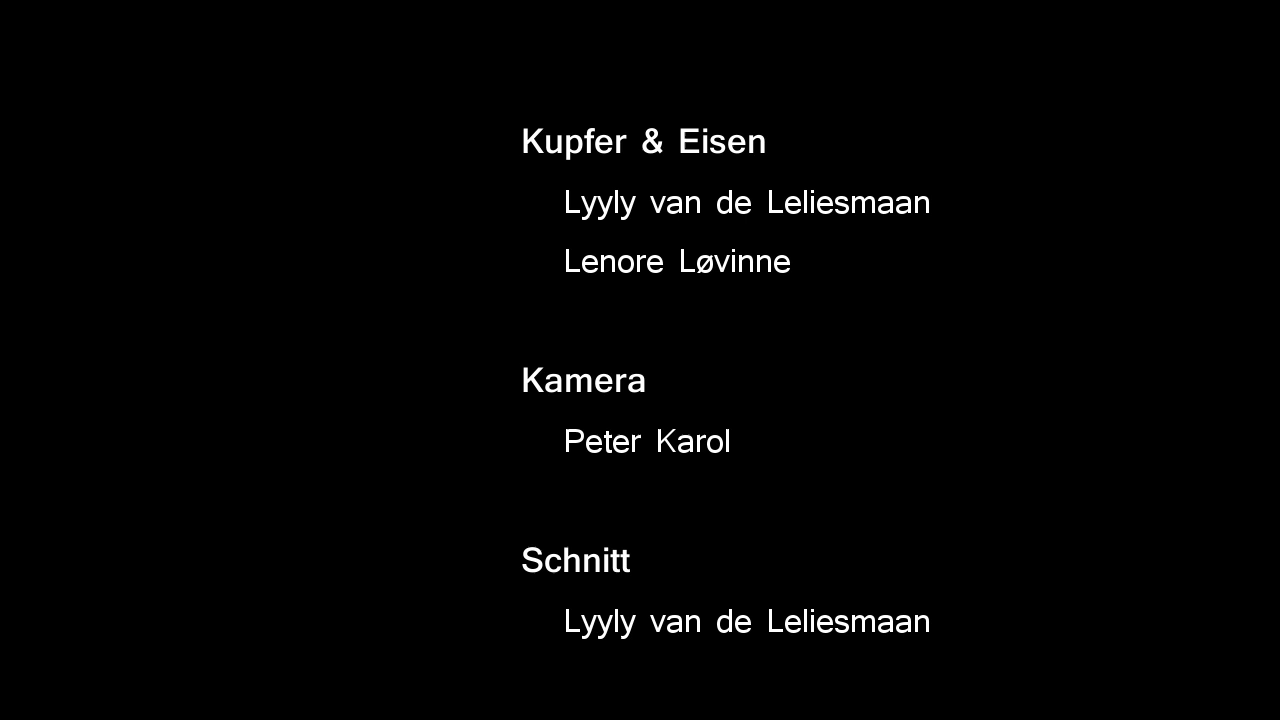 Kupfer & Eisen
Lyyly van de Leliesmaan
Lenore Løvinne
Kamera
Peter Karol
Schnitt
Lyyly van de Leliesmaan